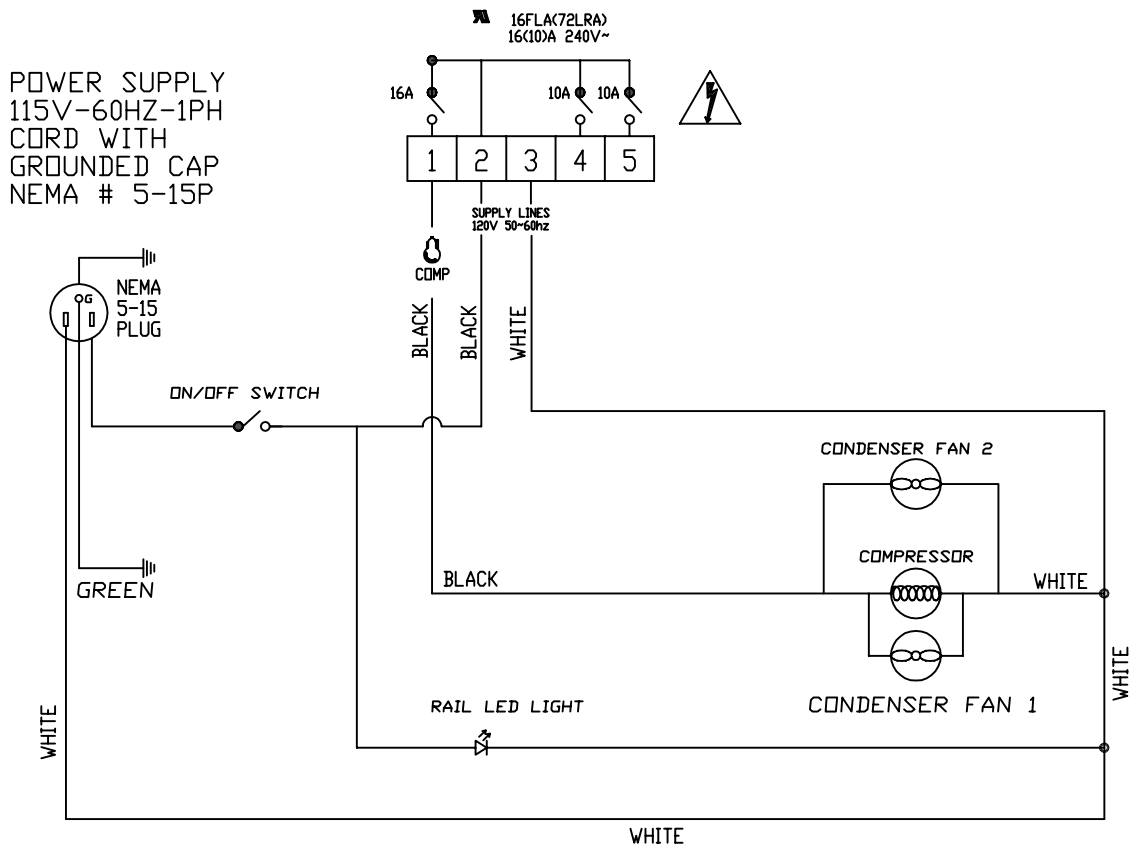 16FLA(72LRA)
16(10)A 240V~
POWER SUPPLY
115V-60HZ-1PH
CORD WITH
GROUNDED CAP
NEMA # 5-15P
16A
10A
10A
1
2
3
4
5
SUPPLY LINES
120V 50~60hz
COMP
NEMA
5-15
PLUG
G
BLACK
BLACK
WHITE
ON/OFF SWITCH
CONDENSER FAN 2
COMPRESSOR
BLACK
WHITE
GREEN
CONDENSER FAN 1
WHITE
RAIL LED LIGHT
WHITE
WHITE